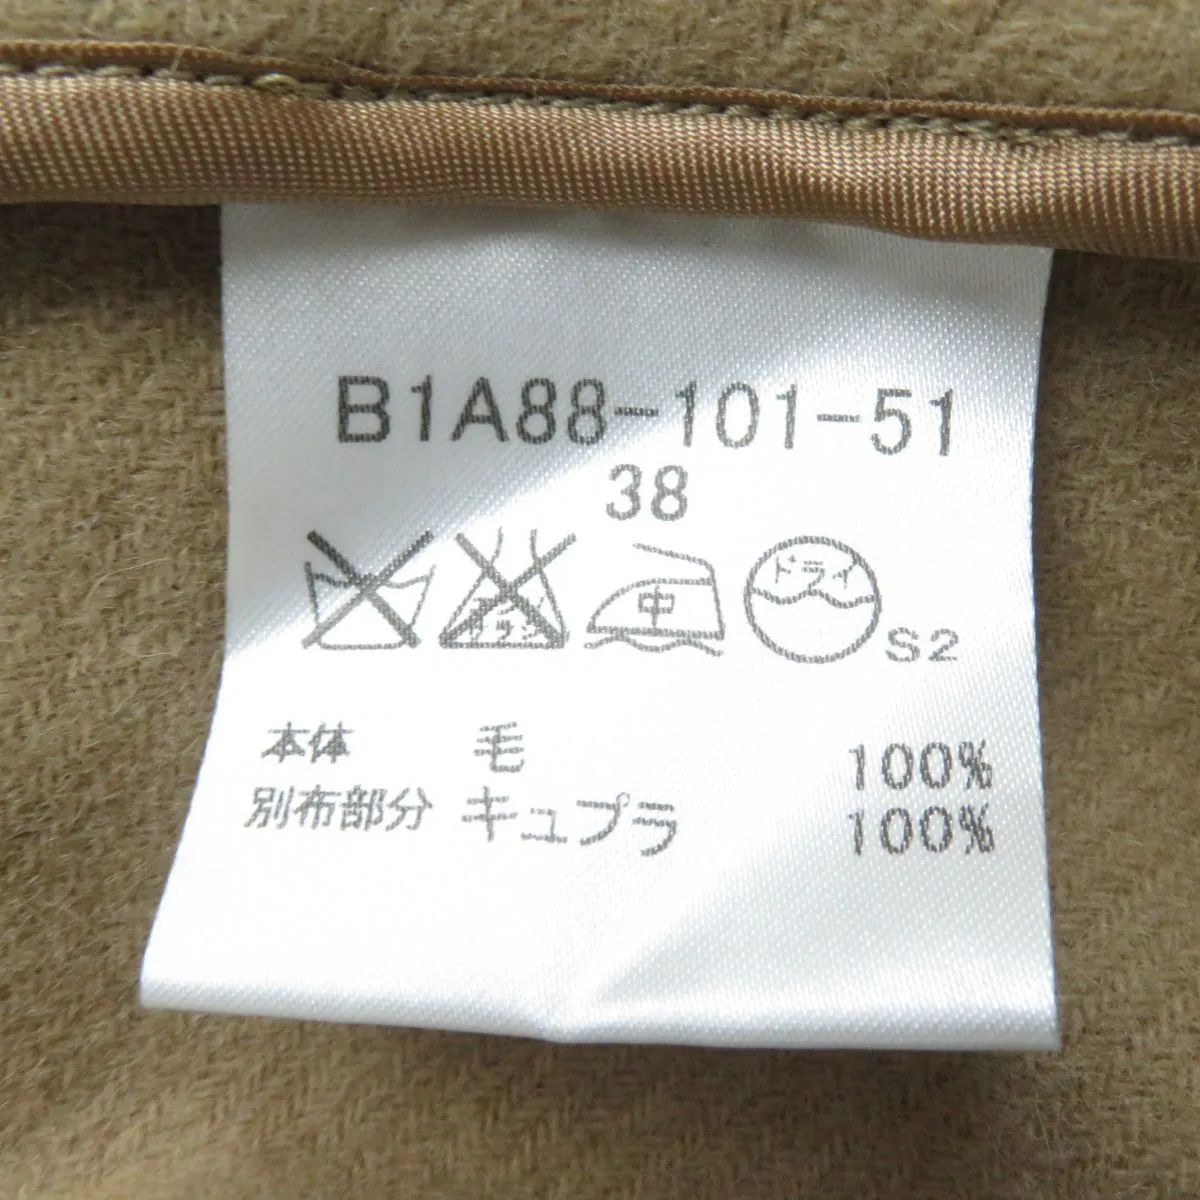 B1A88-101-51
38
中 ドライ S2
本体 毛 100%
別布部分 キュプラ 100%